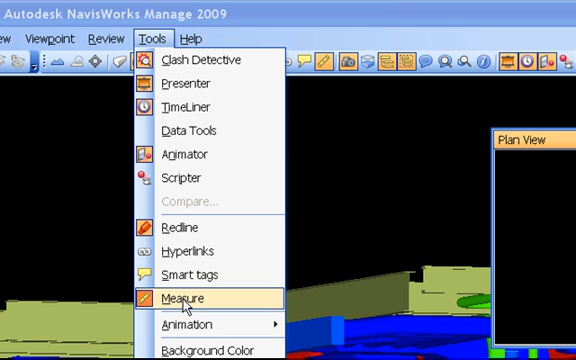 Autodesk NavisWorks Manage 2009
ew Viewpoint Review Tools Help
Clash Detective
Presenter
TimeLiner
Data Tools
Animator
Scripter
Compare...
Redline
Hyperlinks
Smart tags
Measure
Animation
Background Color
Plan View